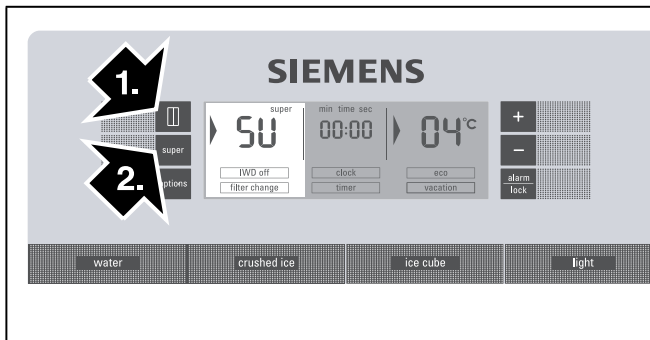 1.
SIEMENS
super
min time sec
SU
00:00
04°C
+
super
−
2.
ptions
IWD off
clock
eco
alarm
lock
filter change
timer
vacation
water
crushed ice
ice cube
light